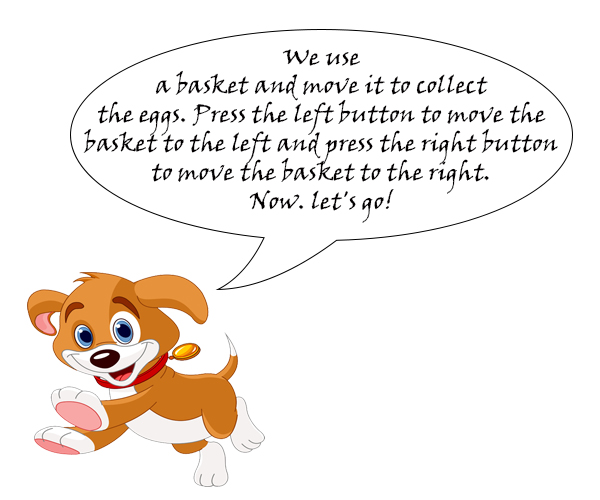 We use
a basket and move it to collect
the eggs. Press the left button to move the
basket to the left and press the right button
to move the basket to the right.
Now. let's go!